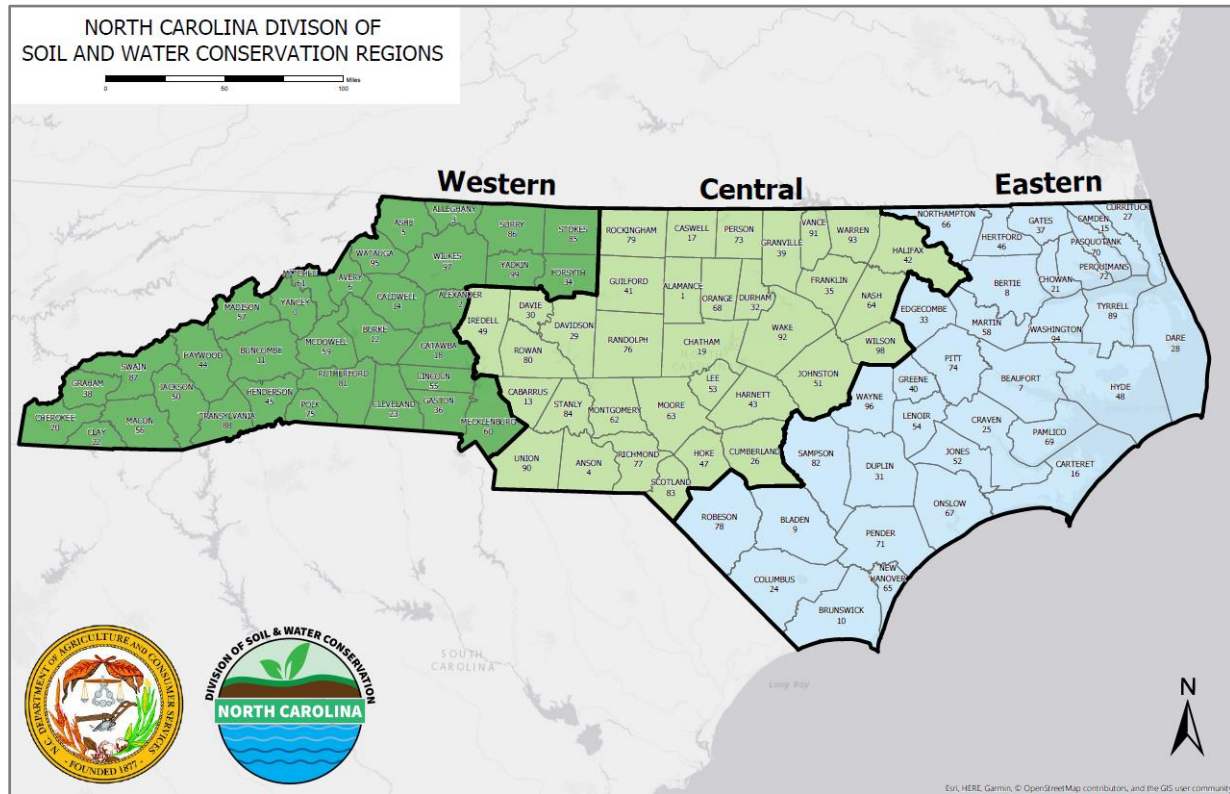 NORTH CAROLINA DIVISON OF
SOIL AND WATER CONSERVATION REGIONS
Miles
0 50 100
Western
Central
Eastern
ALLEGHANY
3
ASHE
5
SURRY
86
STOKES
85
WATAUGA
95
WILKES
97
YADKIN
99
FORSYTH
34
61
AVERY
6
CALDWELL
14
ALEXANDER
2
MADISON
57
YANCEY
0
BURKE
12
CATAWBA
18
HAYWOOD
44
BUNCOMBE
11
MCDOWELL
59
RUTHERFORD
81
LINCOLN
55
SWAIN
87
GRAHAM
38
JACKSON
50
HENDERSON
45
POLK
75
CLEVELAND
23
GASTON
36
MECKLENBURG
60
CHEROKEE
20
CLAY
22
MACON
56
TRANSYLVANIA
88
ROCKINGHAM
79
CASWELL
17
PERSON
73
GRANVILLE
39
VANCE
91
WARREN
93
HALIFAX
42
GUILFORD
41
ALAMANCE
1
ORANGE
68
DURHAM
32
FRANKLIN
35
NASH
64
IREDELL
49
DAVIE
30
DAVIDSON
29
RANDOLPH
76
CHATHAM
19
WAKE
92
WILSON
98
ROWAN
80
JOHNSTON
51
CABARRUS
13
STANLY
84
MONTGOMERY
62
MOORE
63
LEE
53
HARNETT
43
UNION
90
ANSON
4
RICHMOND
77
SCOTLAND
83
HOKE
47
CUMBERLAND
26
NORTHAMPTON
66
HERTFORD
46
GATES
37
CAMDEN
15
CURRITUCK
27
PASQUOTANK
70
PERQUIMANS
72
BERTIE
8
CHOWAN
21
EDGECOMBE
33
MARTIN
58
WASHINGTON
94
TYRRELL
89
DARE
28
PITT
74
BEAUFORT
7
HYDE
48
WAYNE
96
GREENE
40
LENOIR
54
CRAVEN
25
PAMLICO
69
SAMPSON
82
DUPLIN
31
JONES
52
CARTERET
16
ONSLOW
67
ROBESON
78
BLADEN
9
PENDER
71
COLUMBUS
24
NEW
HANOVER
65
BRUNSWICK
10
SOUTH
CAROLINA
Long Bay
N.C. DEPARTMENT OF AGRICULTURE AND CONSUMER SERVICES
- FOUNDED 1877 -
DIVISION OF SOIL & WATER CONSERVATION
NORTH CAROLINA
N
Esri, HERE, Garmin, © OpenStreetMap contributors, and the GIS user community